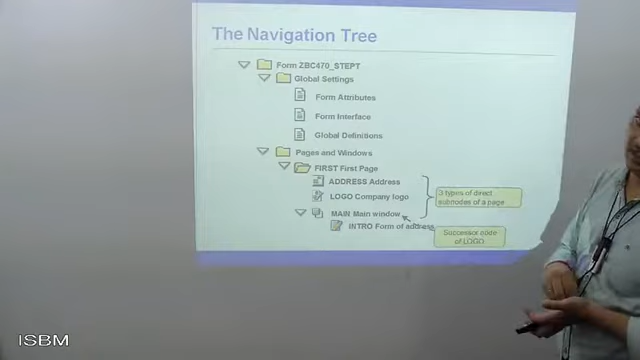 The Navigation Tree
Form ZBC470_STEPT
Global Settings
Form Attributes
Form Interface
Global Definitions
Pages and Windows
FIRST First Page
ADDRESS Address
LOGO Company logo
MAIN Main window
INTRO Form of address
3 types of direct
subnodes of a page
Successor node
of LOGO
ISBM